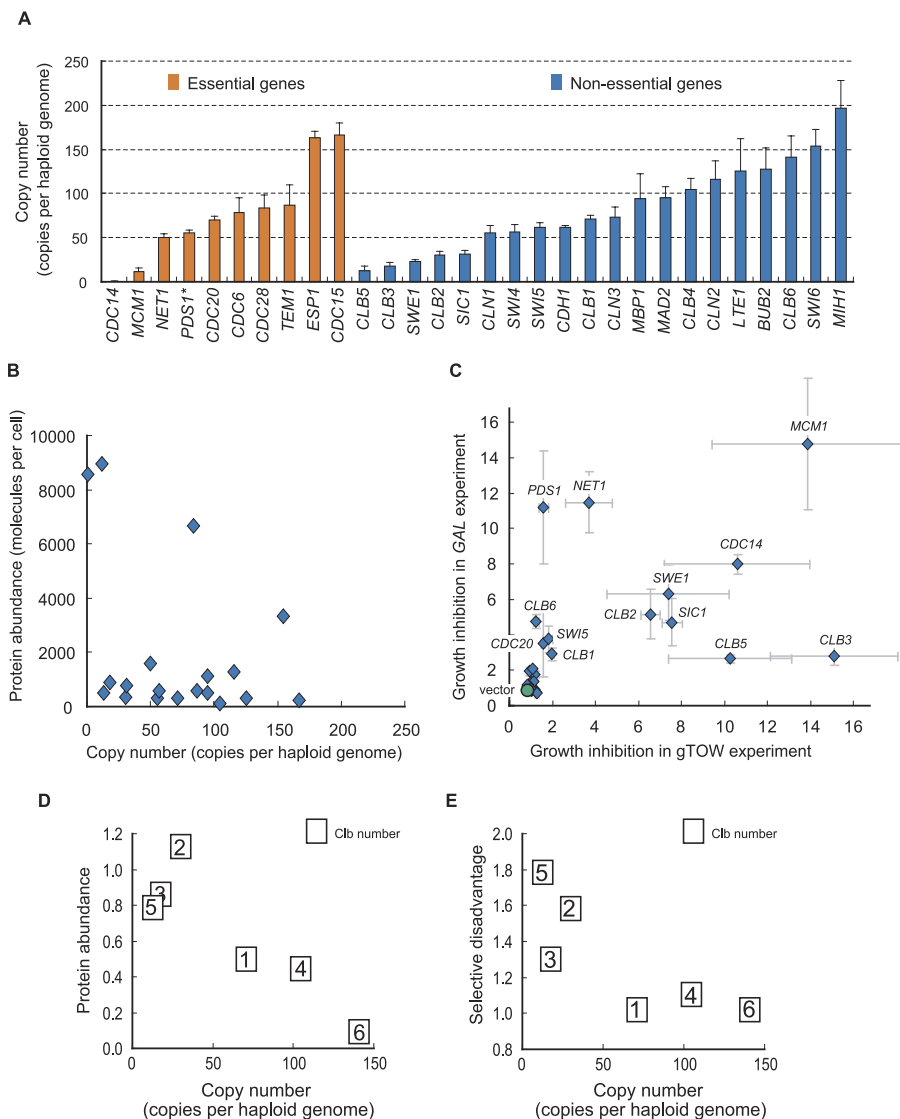 A
Copy number
(copies per haploid genome)
250
200
150
100
50
0
Essential genes
Non-essential genes
CDC14
MCM1
NET1
PDS1*
CDC20
CDC6
CDC28
TEM1
ESP1
CDC15
CLB5
CLB3
SWE1
CLB2
SIC1
CLN1
SWI4
SWI5
CDH1
CLB1
CLN3
MBP1
MAD2
CLB4
CLN2
LTE1
BUB2
CLB6
SWI6
MIH1
B
Protein abundance (molecules per cell)
10000
8000
6000
4000
2000
0
0 50 100 150 200 250
Copy number (copies per haploid genome)
C
Growth inhibition in GAL experiment
16
14
12
10
8
6
4
2
0
MCM1
PDS1
NET1
CDC14
SWE1
CLB6
CLB2
SIC1
SWI5
CDC20
CLB1
CLB5
CLB3
vector
0 2 4 6 8 10 12 14 16
Growth inhibition in gTOW experiment
D
Protein abundance
1.2
1.0
0.8
0.6
0.4
0.2
0.0
Clb number
2
3
5
1
4
6
0 50 100 150
Copy number
(copies per haploid genome)
E
Selective disadvantage
2.0
1.8
1.6
1.4
1.2
1.0
0.8
Clb number
5
2
3
1
4
6
0 50 100 150
Copy number
(copies per haploid genome)